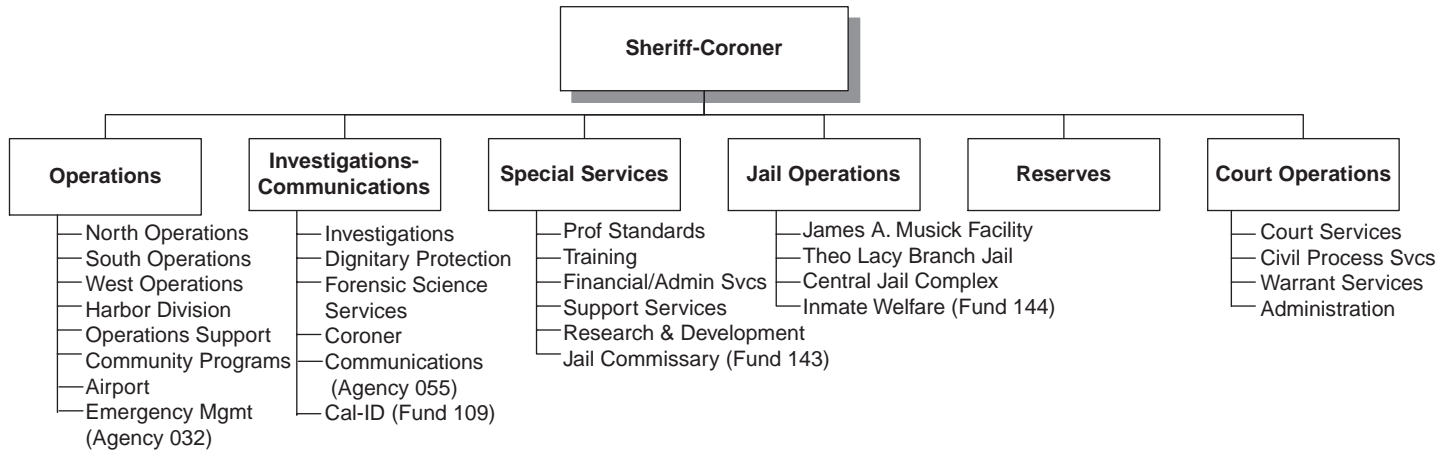 Sheriff-Coroner
Operations
North Operations
South Operations
West Operations
Harbor Division
Operations Support
Community Programs
Airport
Emergency Mgmt
(Agency 032)
Investigations-
Communications
Investigations
Dignitary Protection
Forensic Science
Services
Coroner
Communications
(Agency 055)
Cal-ID (Fund 109)
Special Services
Prof Standards
Training
Financial/Admin Svcs
Support Services
Research & Development
Jail Commissary (Fund 143)
Jail Operations
James A. Musick Facility
Theo Lacy Branch Jail
Central Jail Complex
Inmate Welfare (Fund 144)
Reserves
Court Operations
Court Services
Civil Process Svcs
Warrant Services
Administration